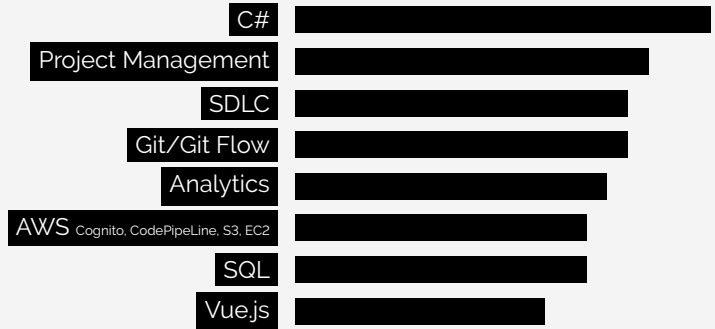 C#
Project Management
SDLC
Git/Git Flow
Analytics
AWS Cognito, CodePipeLine, S3, EC2
SQL
Vue.js